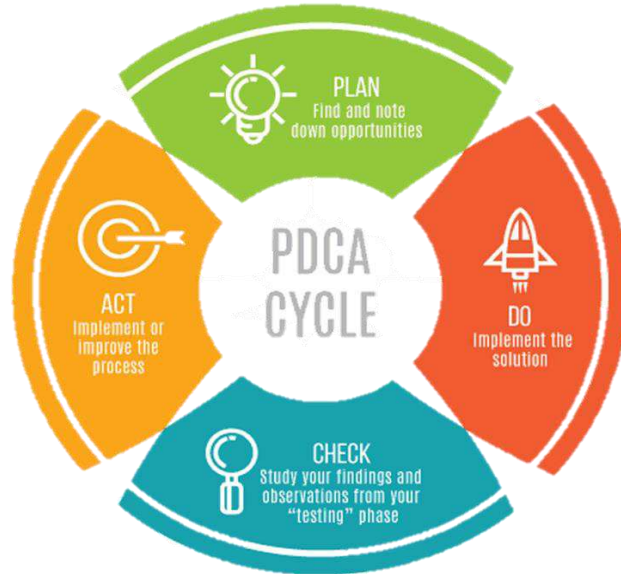 PLAN
Find and note
down opportunities
PDCA
CYCLE
DO
Implement the
solution
CHECK
Study your findings and
observations from your
“testing” phase
ACT
Implement or
improve the
process